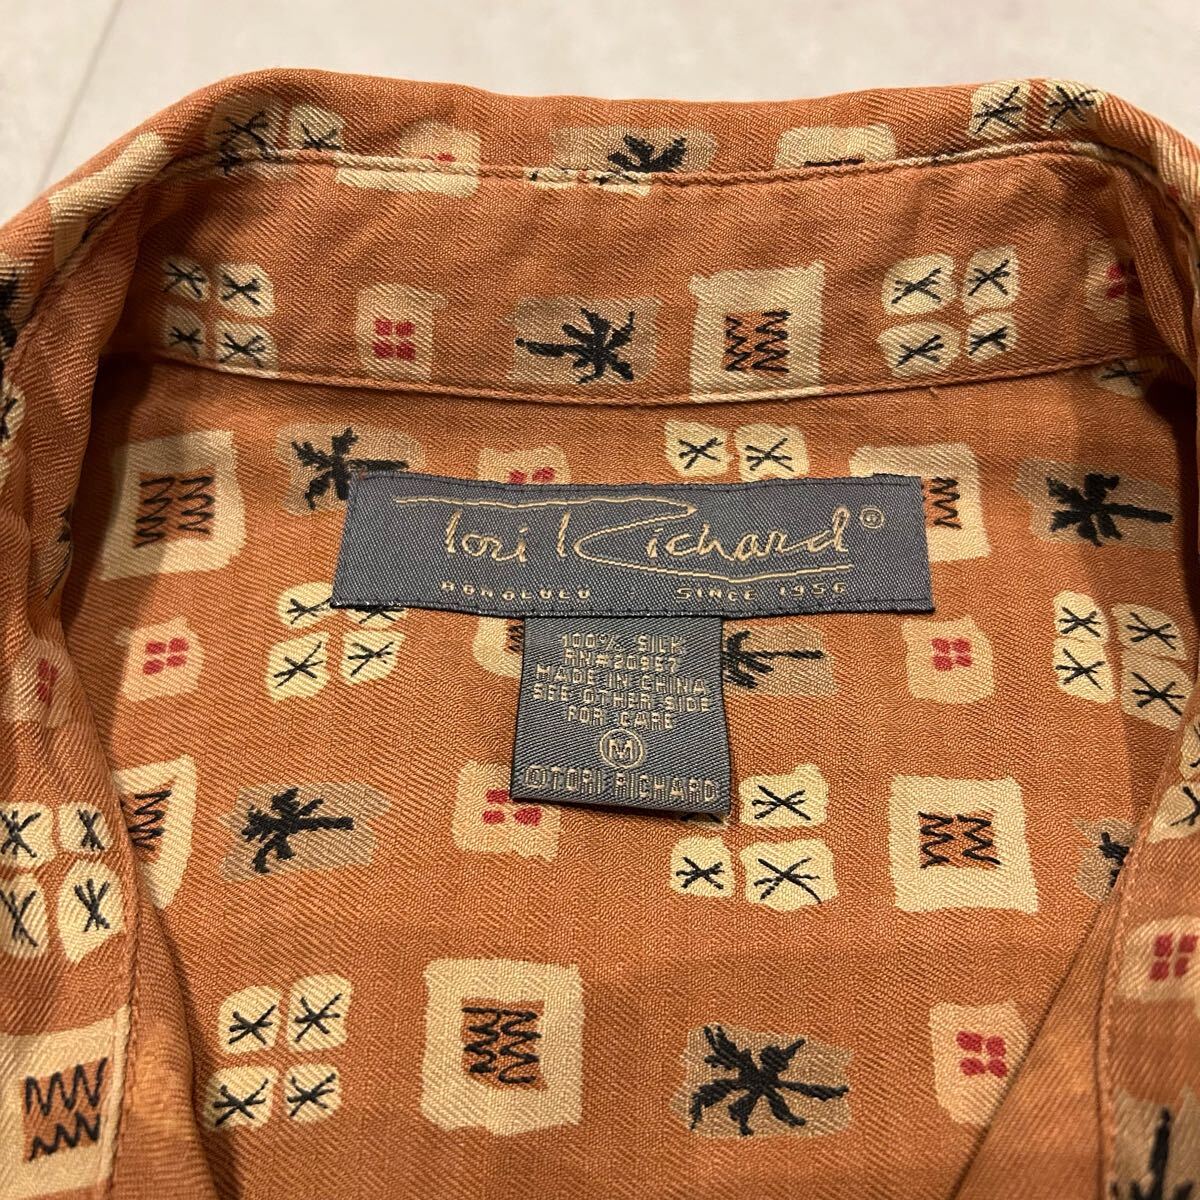 Tori Richard®
HONOLULU SINCE 1956
100% SILK
RN#20957
MADE IN CHINA
SEE OTHER SIDE
FOR CARE
M
©TORI RICHARD